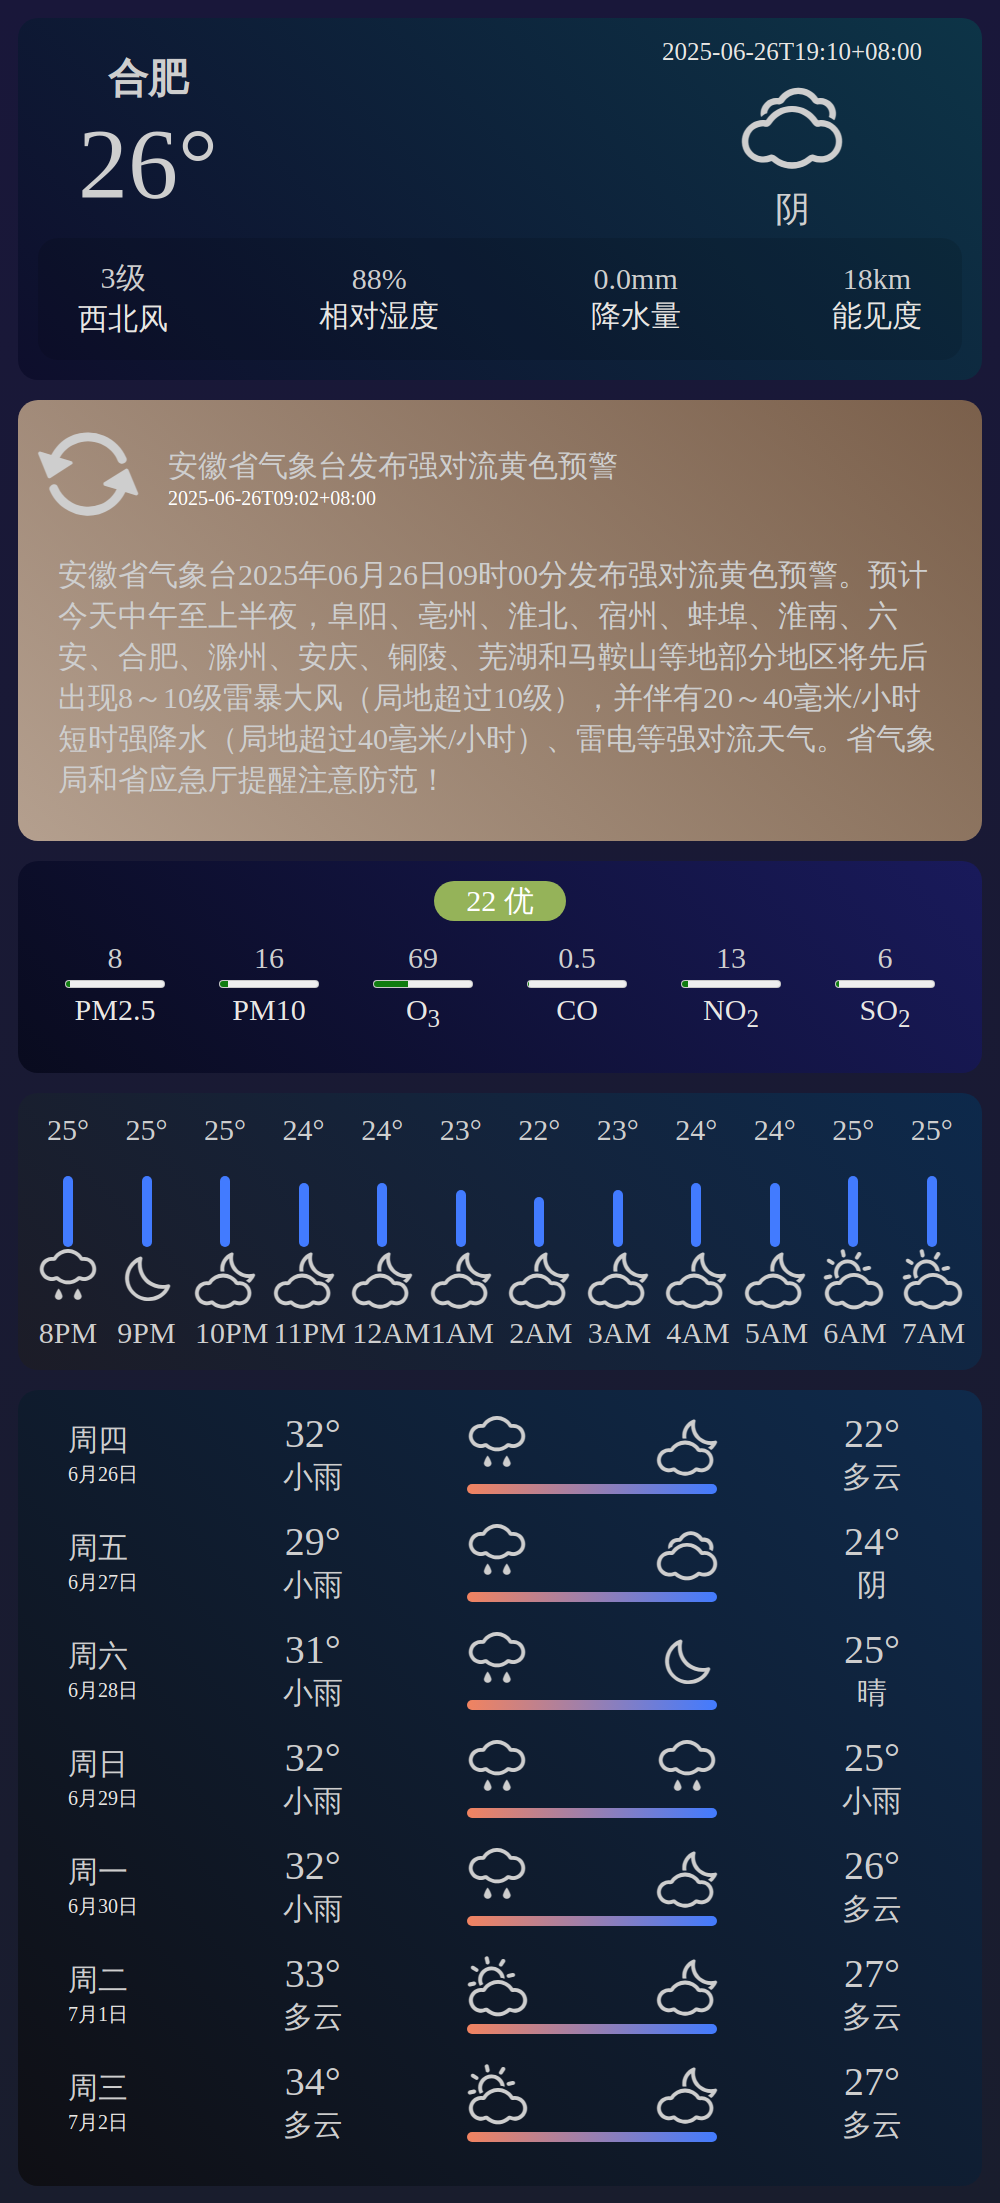 合肥
2025-06-26T19:10+08:00
26°
阴
3级 88% 0.0mm 18km
西北风 相对湿度 降水量 能见度
安徽省气象台发布强对流黄色预警
2025-06-26T09:02+08:00
安徽省气象台2025年06月26日09时00分发布强对流黄色预警。预计
今天中午至上半夜，阜阳、亳州、淮北、宿州、蚌埠、淮南、六
安、合肥、滁州、安庆、铜陵、芜湖和马鞍山等地部分地区将先后
出现8～10级雷暴大风（局地超过10级），并伴有20～40毫米/小时
短时强降水（局地超过40毫米/小时）、雷电等强对流天气。省气象
局和省应急厅提醒注意防范！
22 优
8 16 69 0.5 13 6
PM2.5 PM10 O3 CO NO2 SO2
25° 25° 25° 24° 24° 23° 22° 23° 24° 24° 25° 25°
8PM 9PM 10PM 11PM 12AM 1AM 2AM 3AM 4AM 5AM 6AM 7AM
周四 32° 22°
6月26日 小雨 多云
周五 29° 24°
6月27日 小雨 阴
周六 31° 25°
6月28日 小雨 晴
周日 32° 25°
6月29日 小雨 小雨
周一 32° 26°
6月30日 小雨 多云
周二 33° 27°
7月1日 多云 多云
周三 34° 27°
7月2日 多云 多云